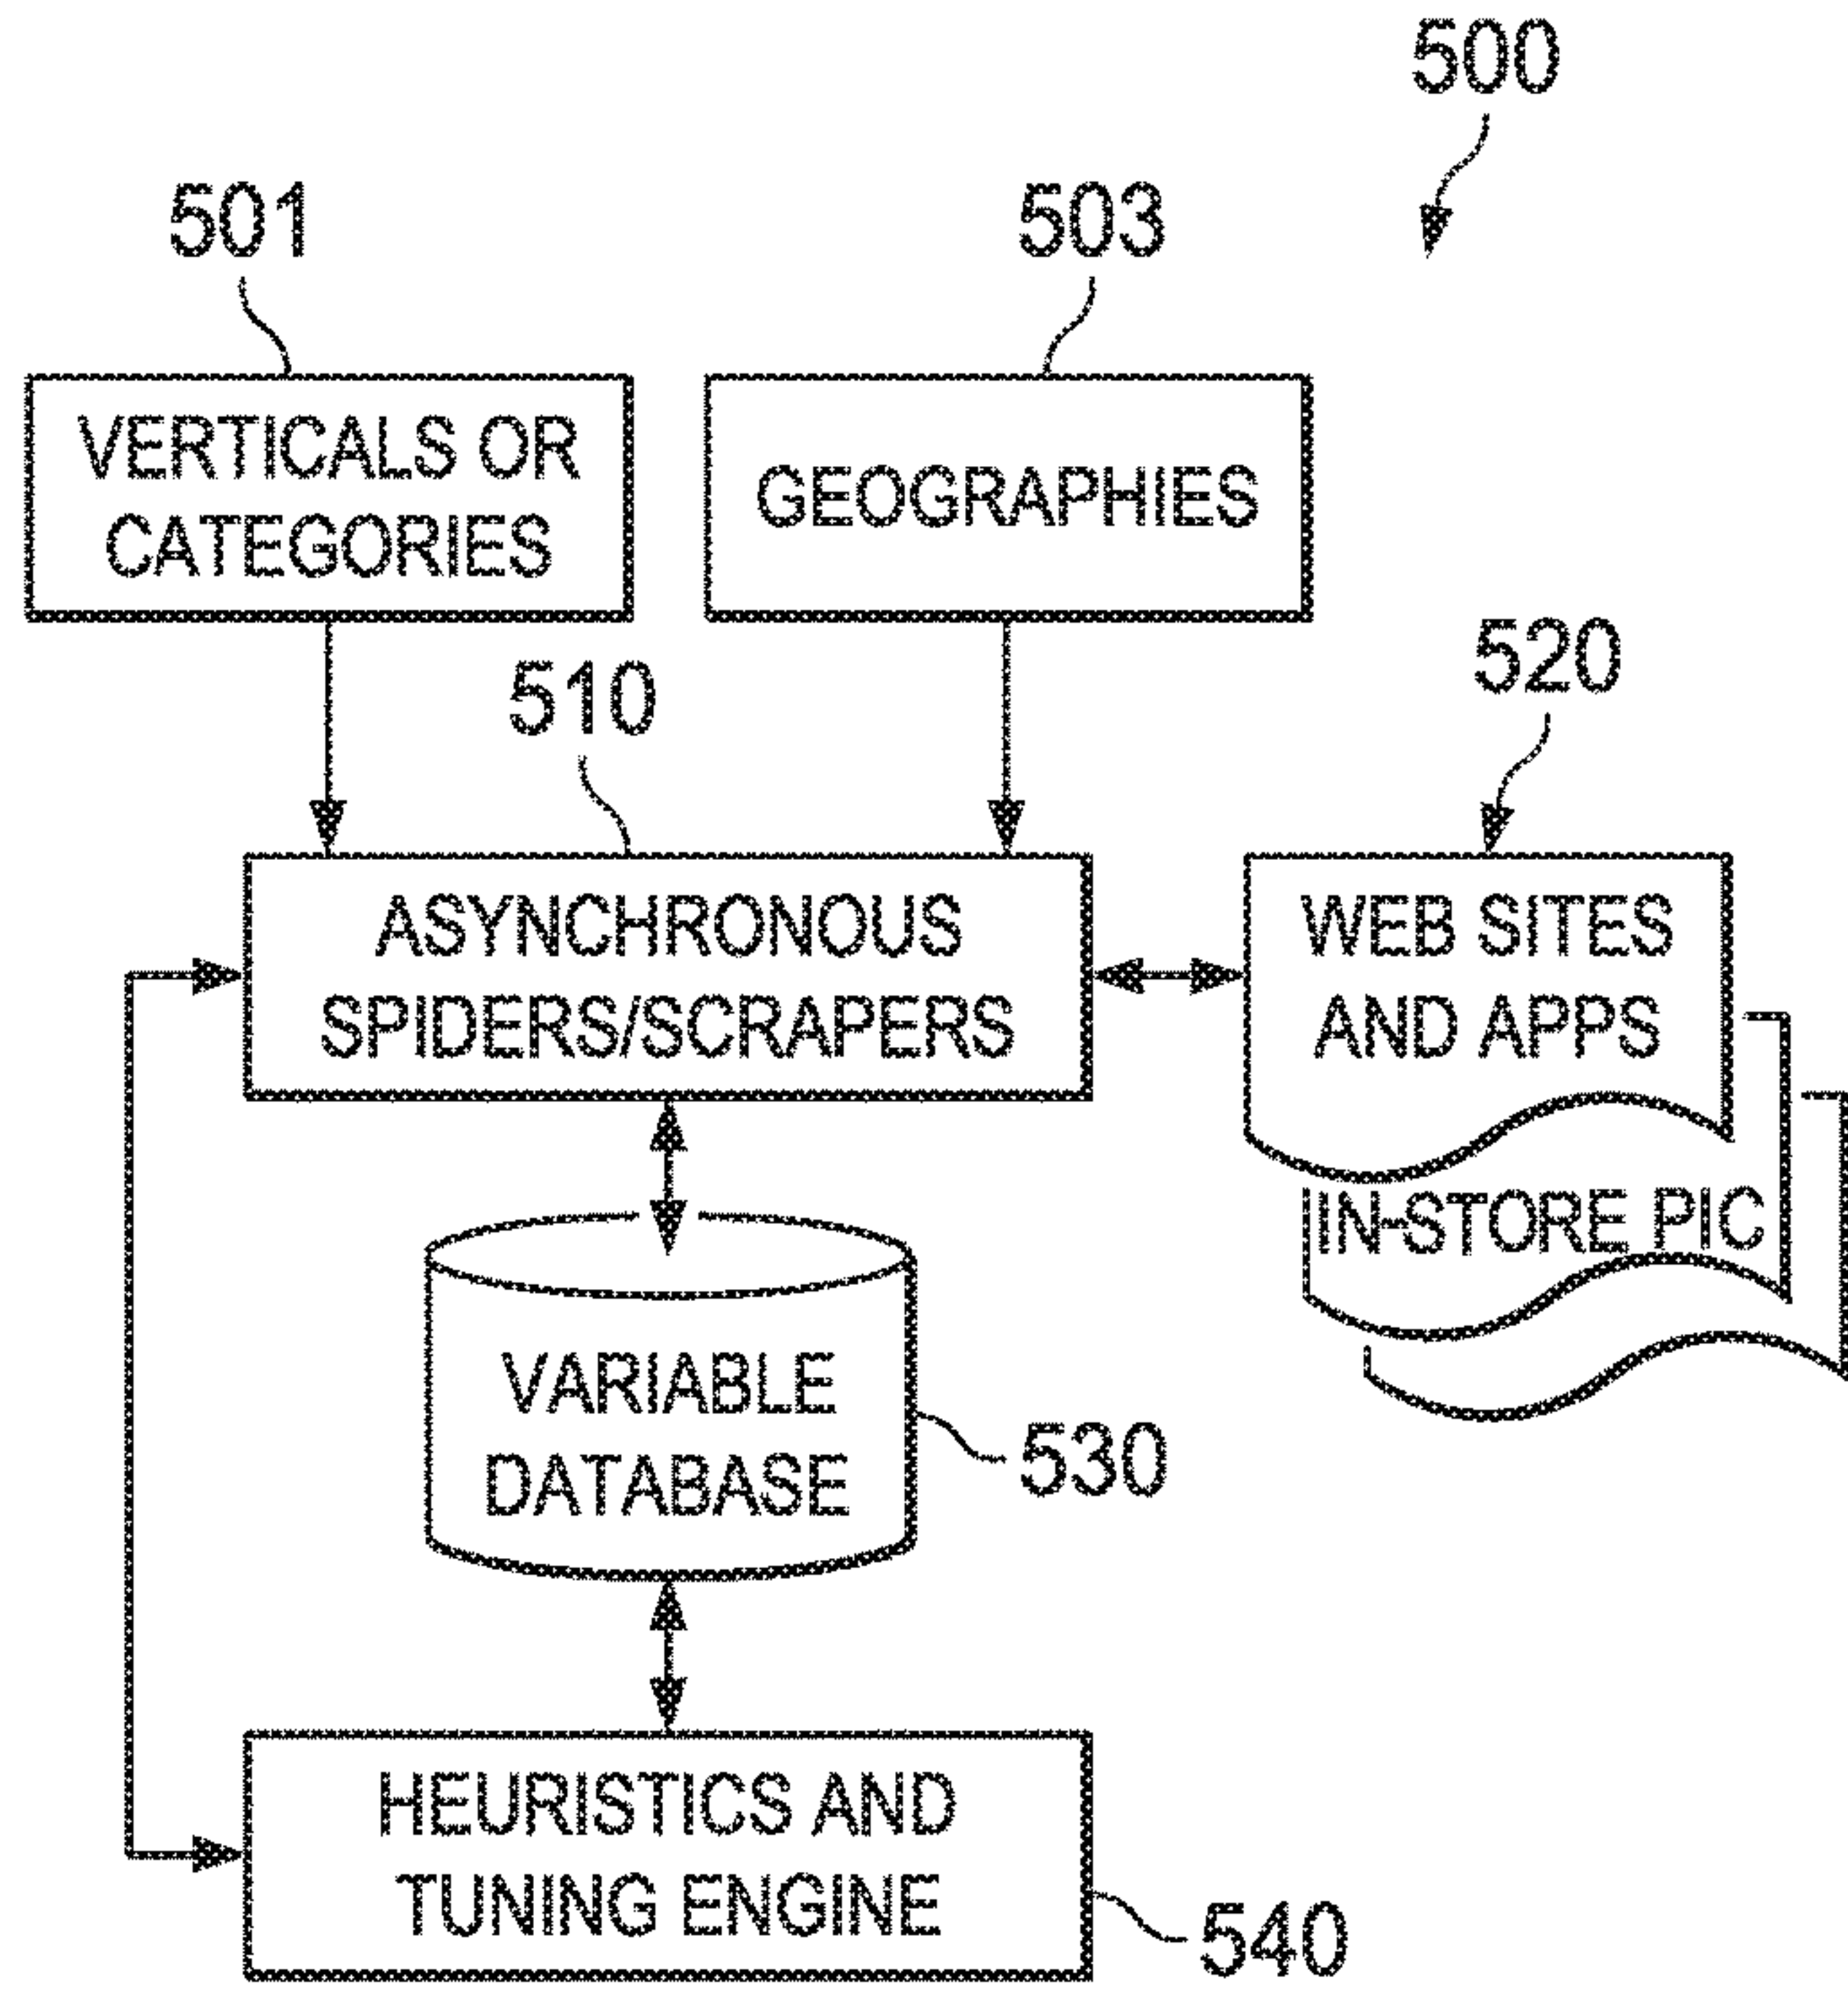 500
501
503
VERTICALS OR
CATEGORIES
GEOGRAPHIES
510
520
ASYNCHRONOUS
SPIDERS/SCRAPERS
WEB SITES
AND APPS
IN-STORE PIC
VARIABLE
DATABASE
530
HEURISTICS AND
TUNING ENGINE
540